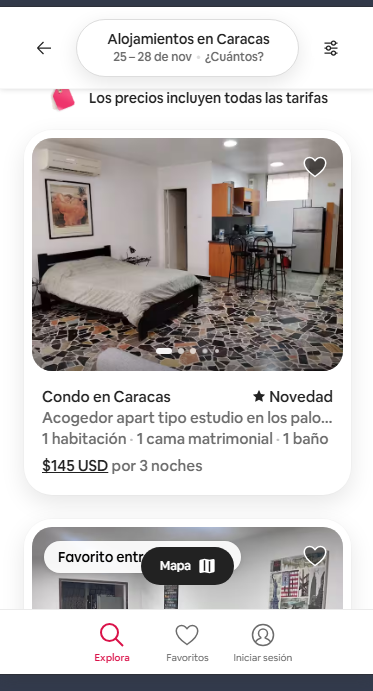 Alojamientos en Caracas
25 – 28 de nov · ¿Cuántos?
Los precios incluyen todas las tarifas
Condo en Caracas
★ Novedad
Acogedor apart tipo estudio en los palo...
1 habitación · 1 cama matrimonial · 1 baño
$145 USD por 3 noches
Favorito entr
Mapa
Explora
Favoritos
Iniciar sesión